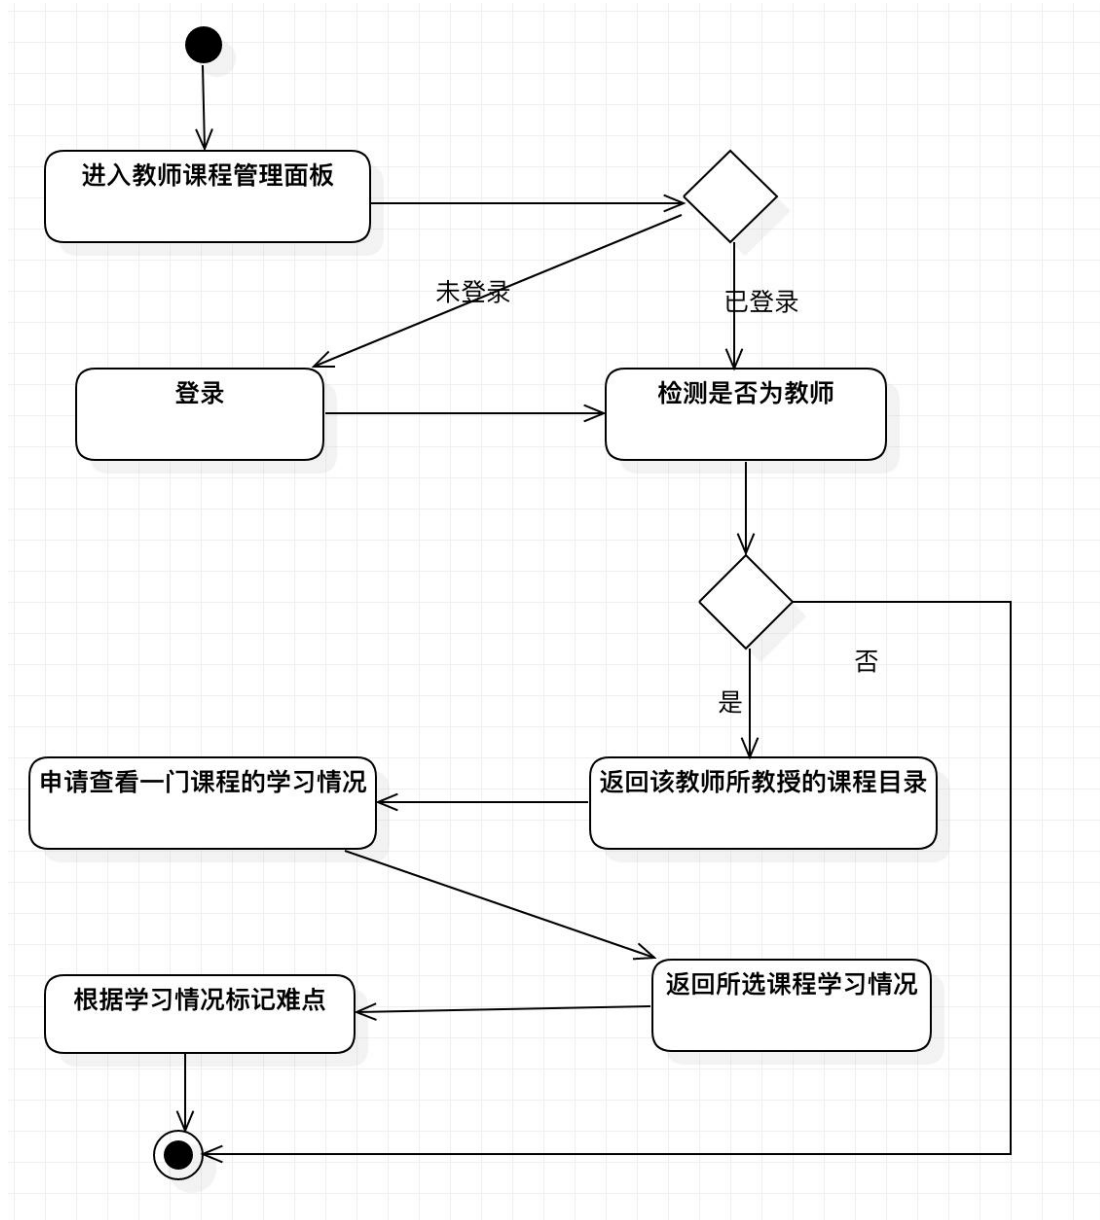 进入教师课程管理面板
未登录
已登录
登录
检测是否为教师
否
是
申请查看一门课程的学习情况
返回该教师所教授的课程目录
返回所选课程学习情况
根据学习情况标记难点